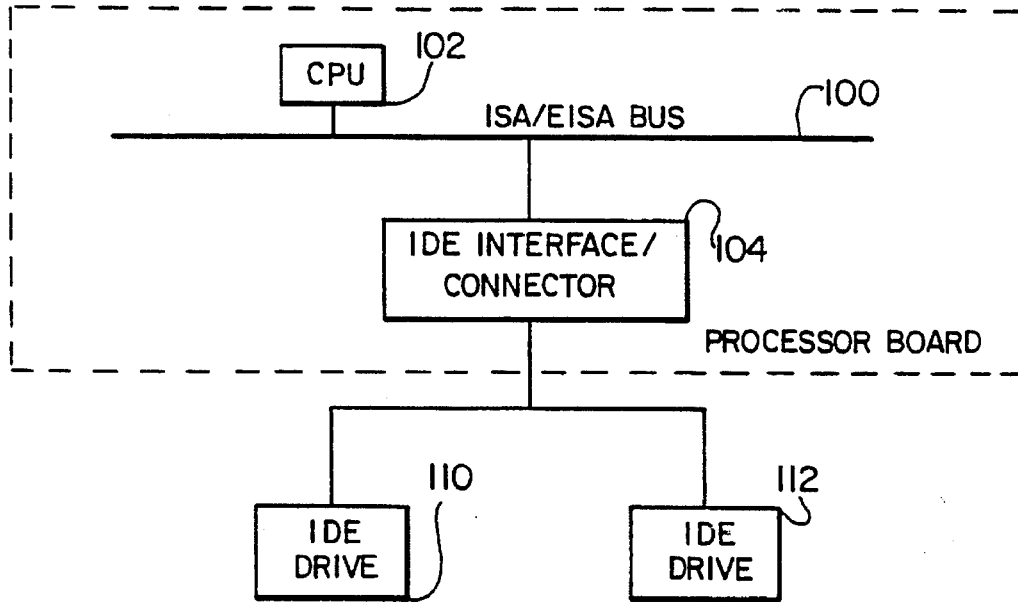 102
CPU
100
ISA/EISA BUS
IDE INTERFACE/
CONNECTOR
104
PROCESSOR BOARD
110
112
IDE
DRIVE
IDE
DRIVE